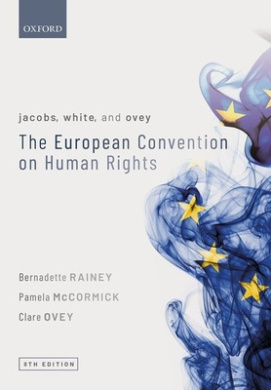 OXFORD
jacobs, white, and ovey
The European Convention
on Human Rights
Bernadette RAINEY
Pamela McCORMICK
Clare OVEY
8TH EDITION